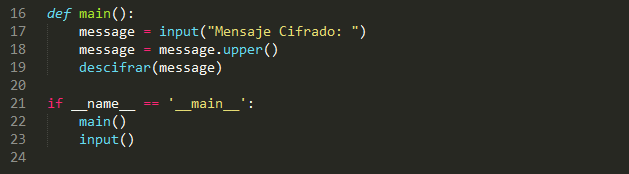 16 def main():
17     message = input("Mensaje Cifrado: ")
18     message = message.upper()
19     descifrar(message)
20
21 if __name__ == '__main__':
22     main()
23     input()
24